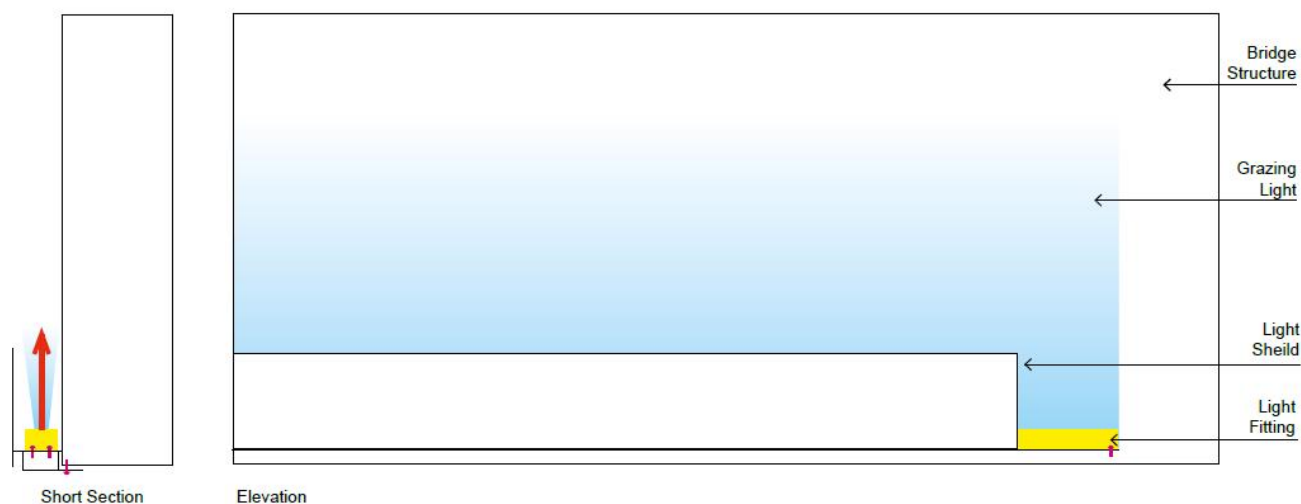 Bridge
Structure
Grazing
Light
Light
Sheild
Light
Fitting
Short Section
Elevation